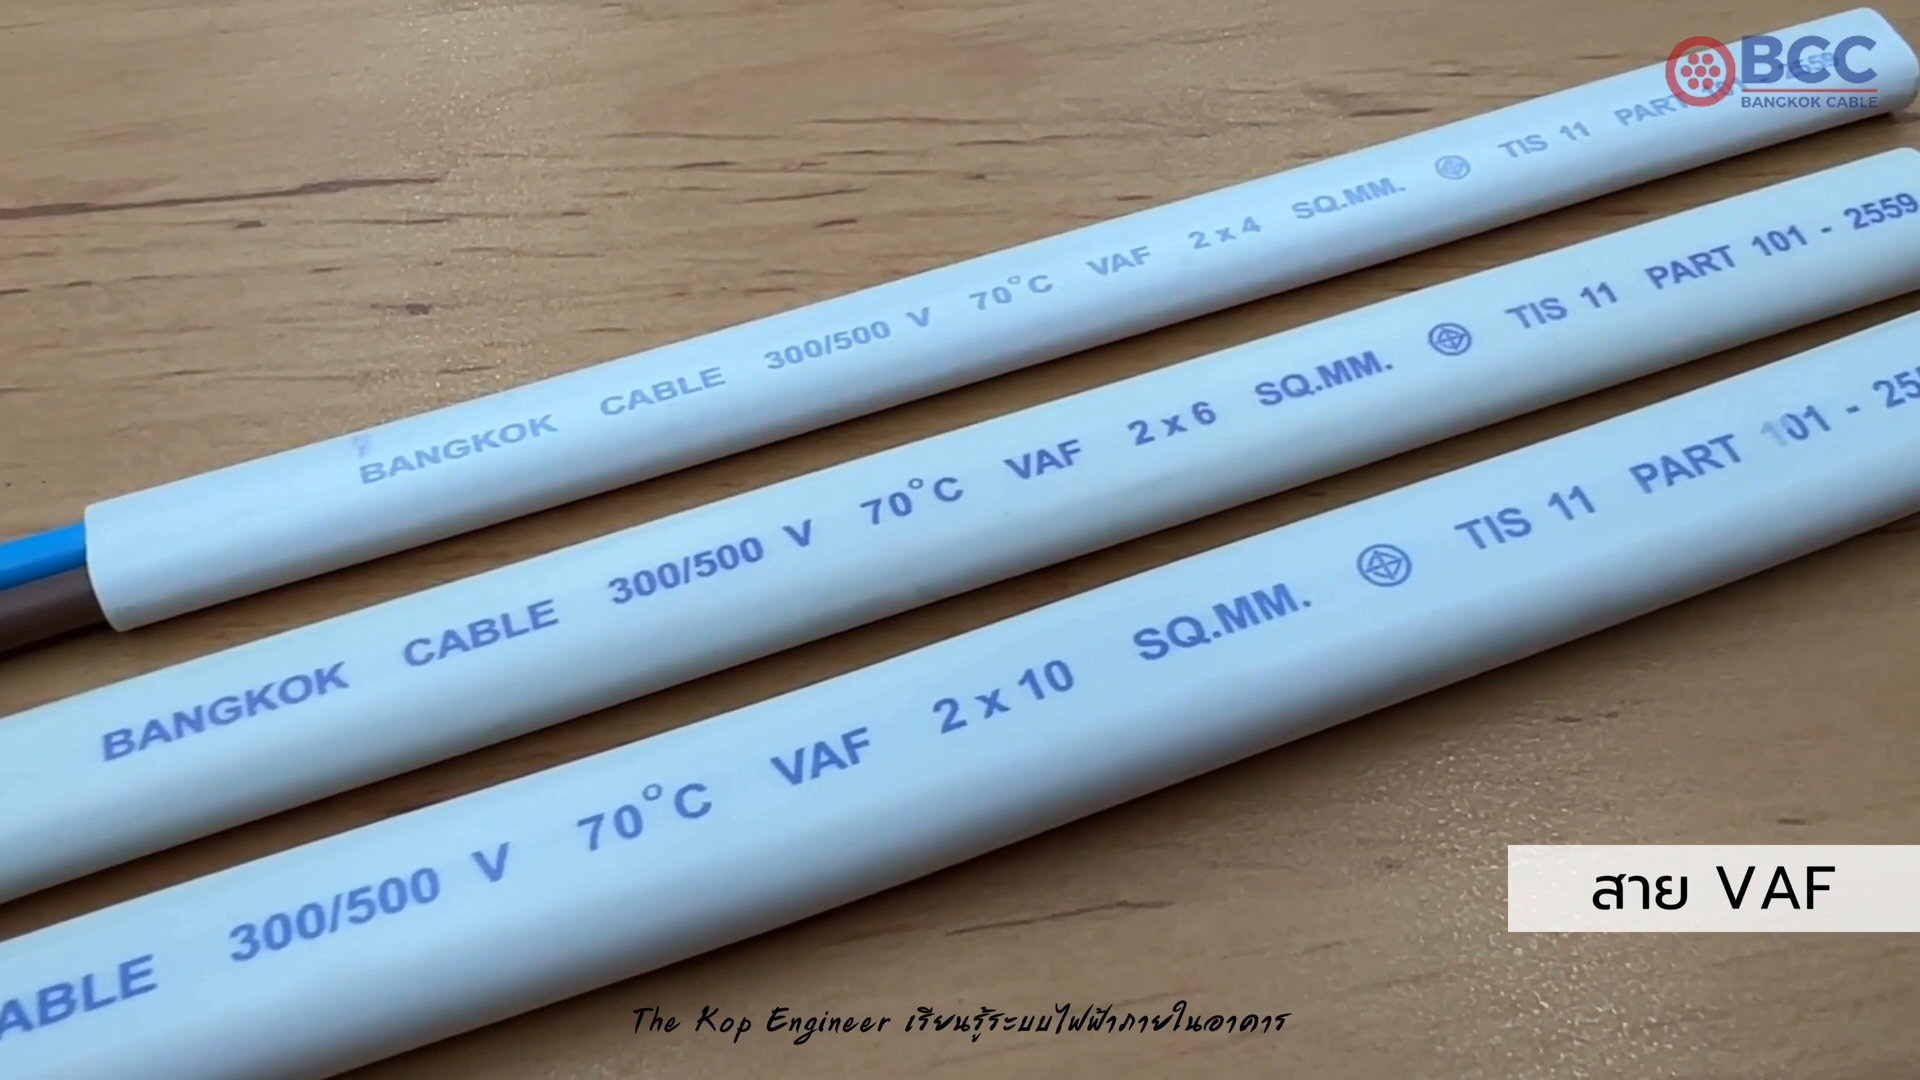 BCC
BANGKOK CABLE
BANGKOK CABLE 300/500 V 70°C VAF 2 x 4 SQ.MM. TIS 11 PART 101 - 2559
BANGKOK CABLE 300/500 V 70°C VAF 2 x 6 SQ.MM. TIS 11 PART 101 - 2559
ABLE 300/500 V 70°C VAF 2 x 10 SQ.MM. TIS 11 PART 101 - 25
สาย VAF
The Kop Engineer เรียนรู้ระบบไฟฟ้าภายในอาคาร